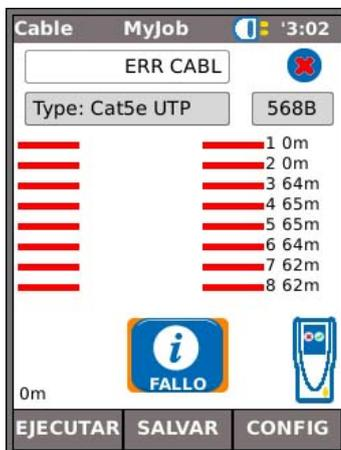 Cable MyJob '3:02
ERR CABL
Type: Cat5e UTP 568B
1 0m
2 0m
3 64m
4 65m
5 65m
6 64m
7 62m
8 62m
i
FALLO
0m
EJECUTAR SALVAR CONFIG